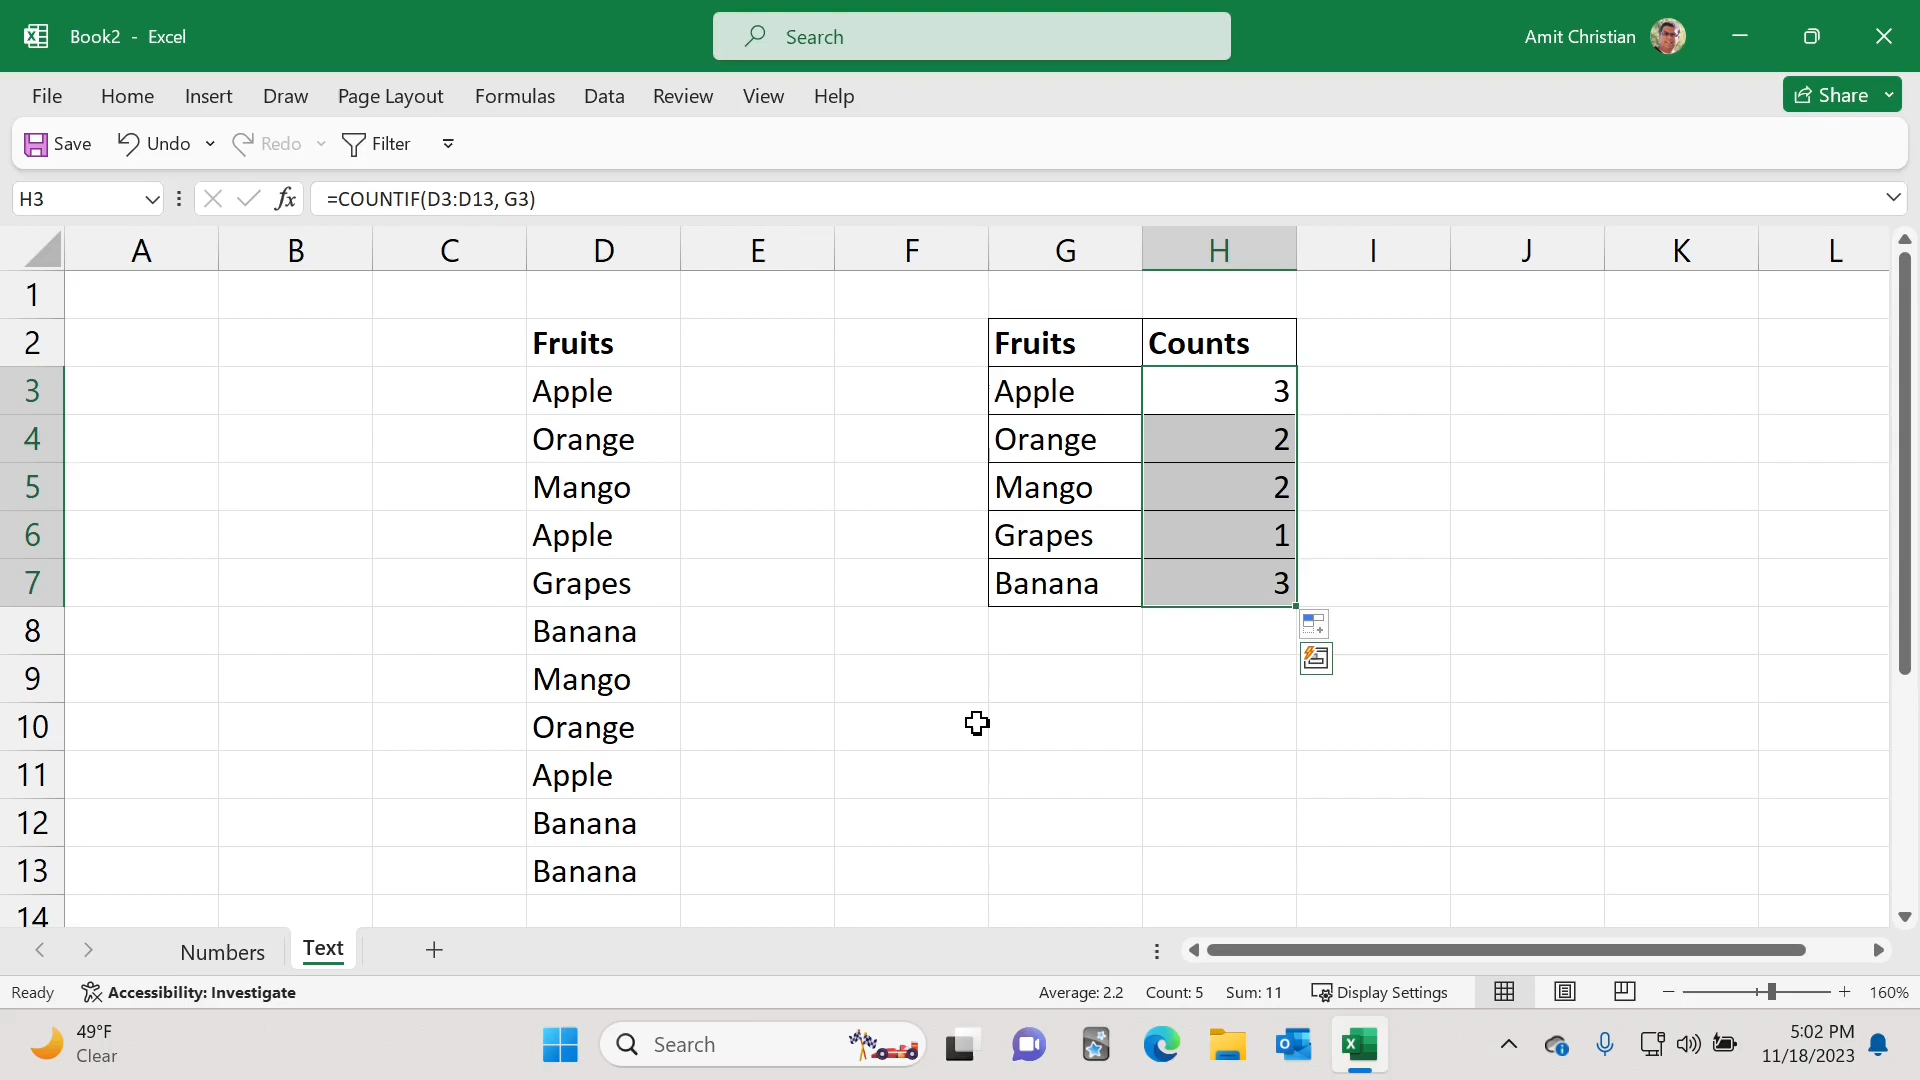 Book2 - Excel
Search
Amit Christian
File Home Insert Draw Page Layout Formulas Data Review View Help
Share
Save Undo Redo Filter
H3 fx =COUNTIF(D3:D13, G3)
A B C D E F G H I J K L
1
2 Fruits Fruits Counts
3 Apple Apple 3
4 Orange Orange 2
5 Mango Mango 2
6 Apple Grapes 1
7 Grapes Banana 3
8 Banana
9 Mango
10 Orange
11 Apple
12 Banana
13 Banana
14
Numbers Text
Ready Accessibility: Investigate Average: 2.2 Count: 5 Sum: 11 Display Settings 160%
49°F
Clear
Search
5:02 PM
11/18/2023